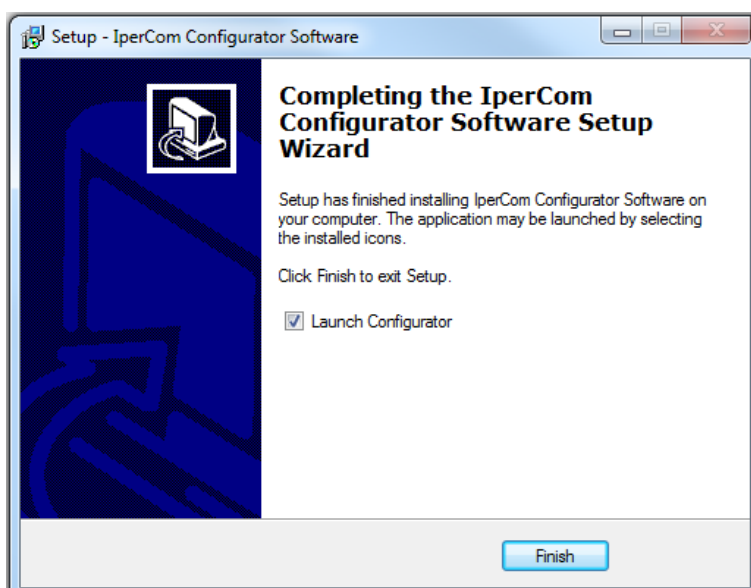 Setup - IperCom Configurator Software
Completing the IperCom
Configurator Software Setup
Wizard
Setup has finished installing IperCom Configurator Software on
your computer. The application may be launched by selecting
the installed icons.
Click Finish to exit Setup.
Launch Configurator
Finish